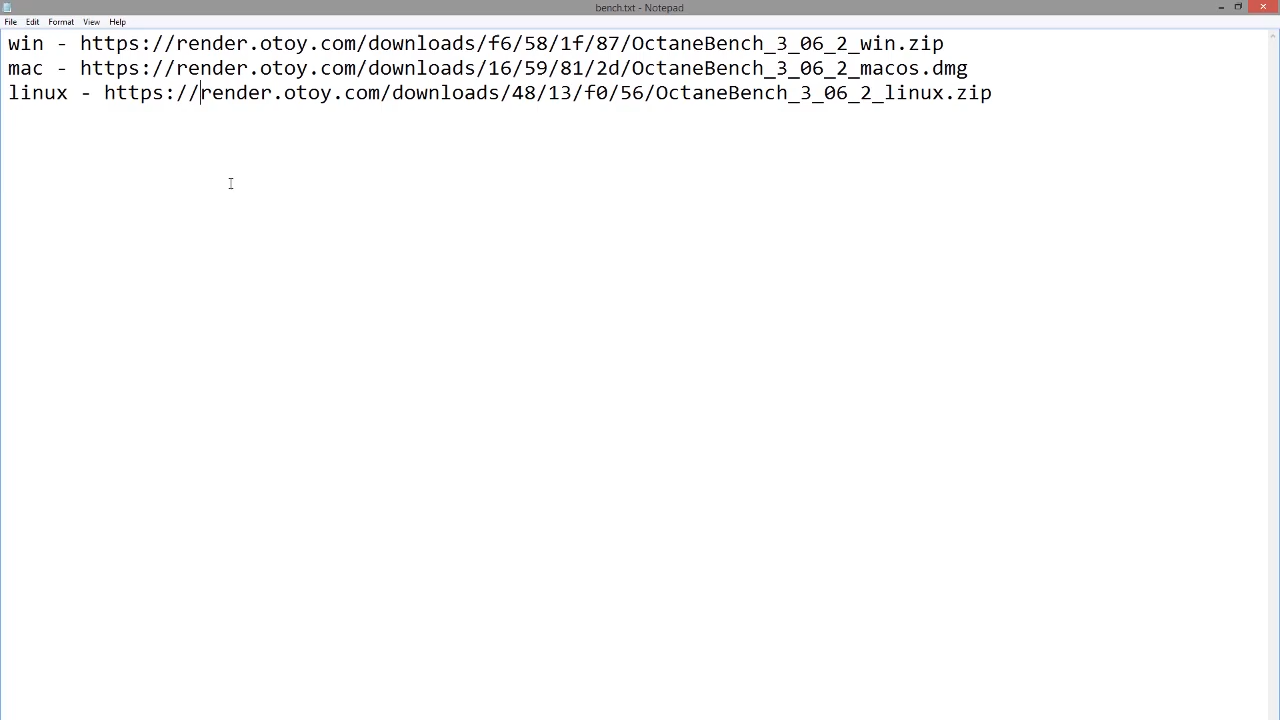 bench.txt - Notepad
File Edit Format View Help
win - https://render.otoy.com/downloads/f6/58/1f/87/OctaneBench_3_06_2_win.zip
mac - https://render.otoy.com/downloads/16/59/81/2d/OctaneBench_3_06_2_macos.dmg
linux - https://render.otoy.com/downloads/48/13/f0/56/OctaneBench_3_06_2_linux.zip